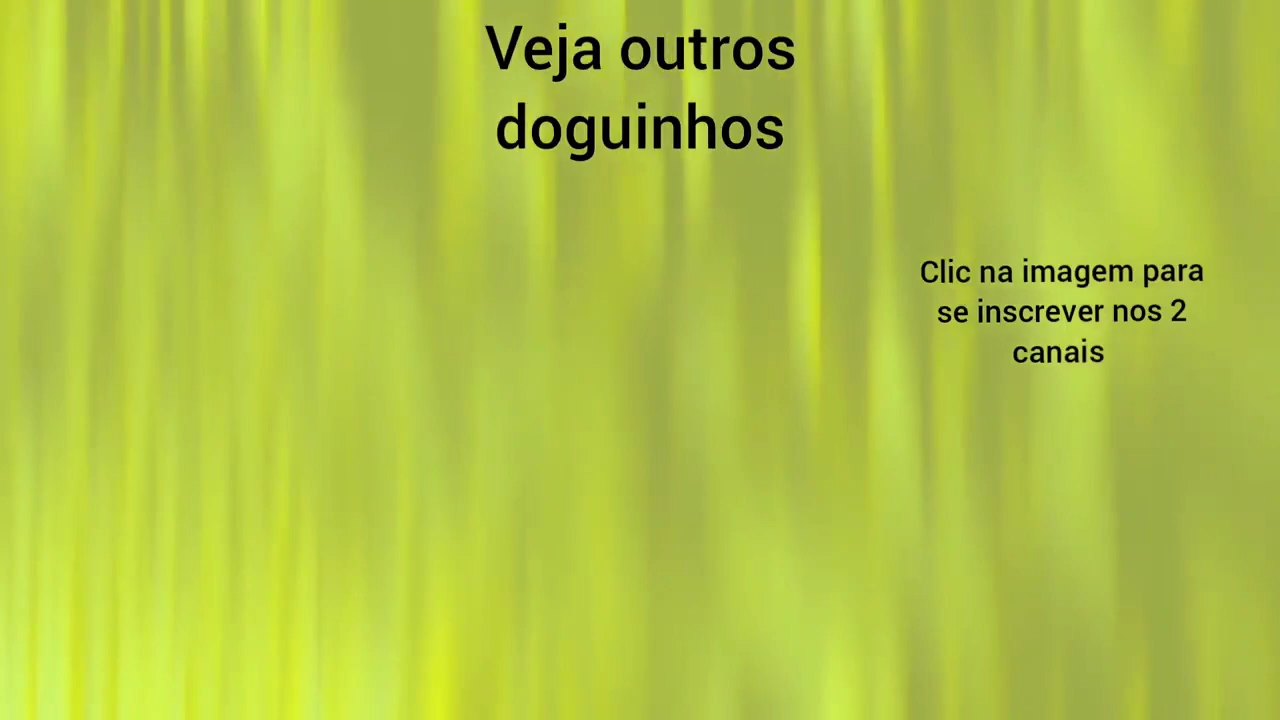 Veja outros
doguinhos
Clic na imagem para
se inscrever nos 2
canais